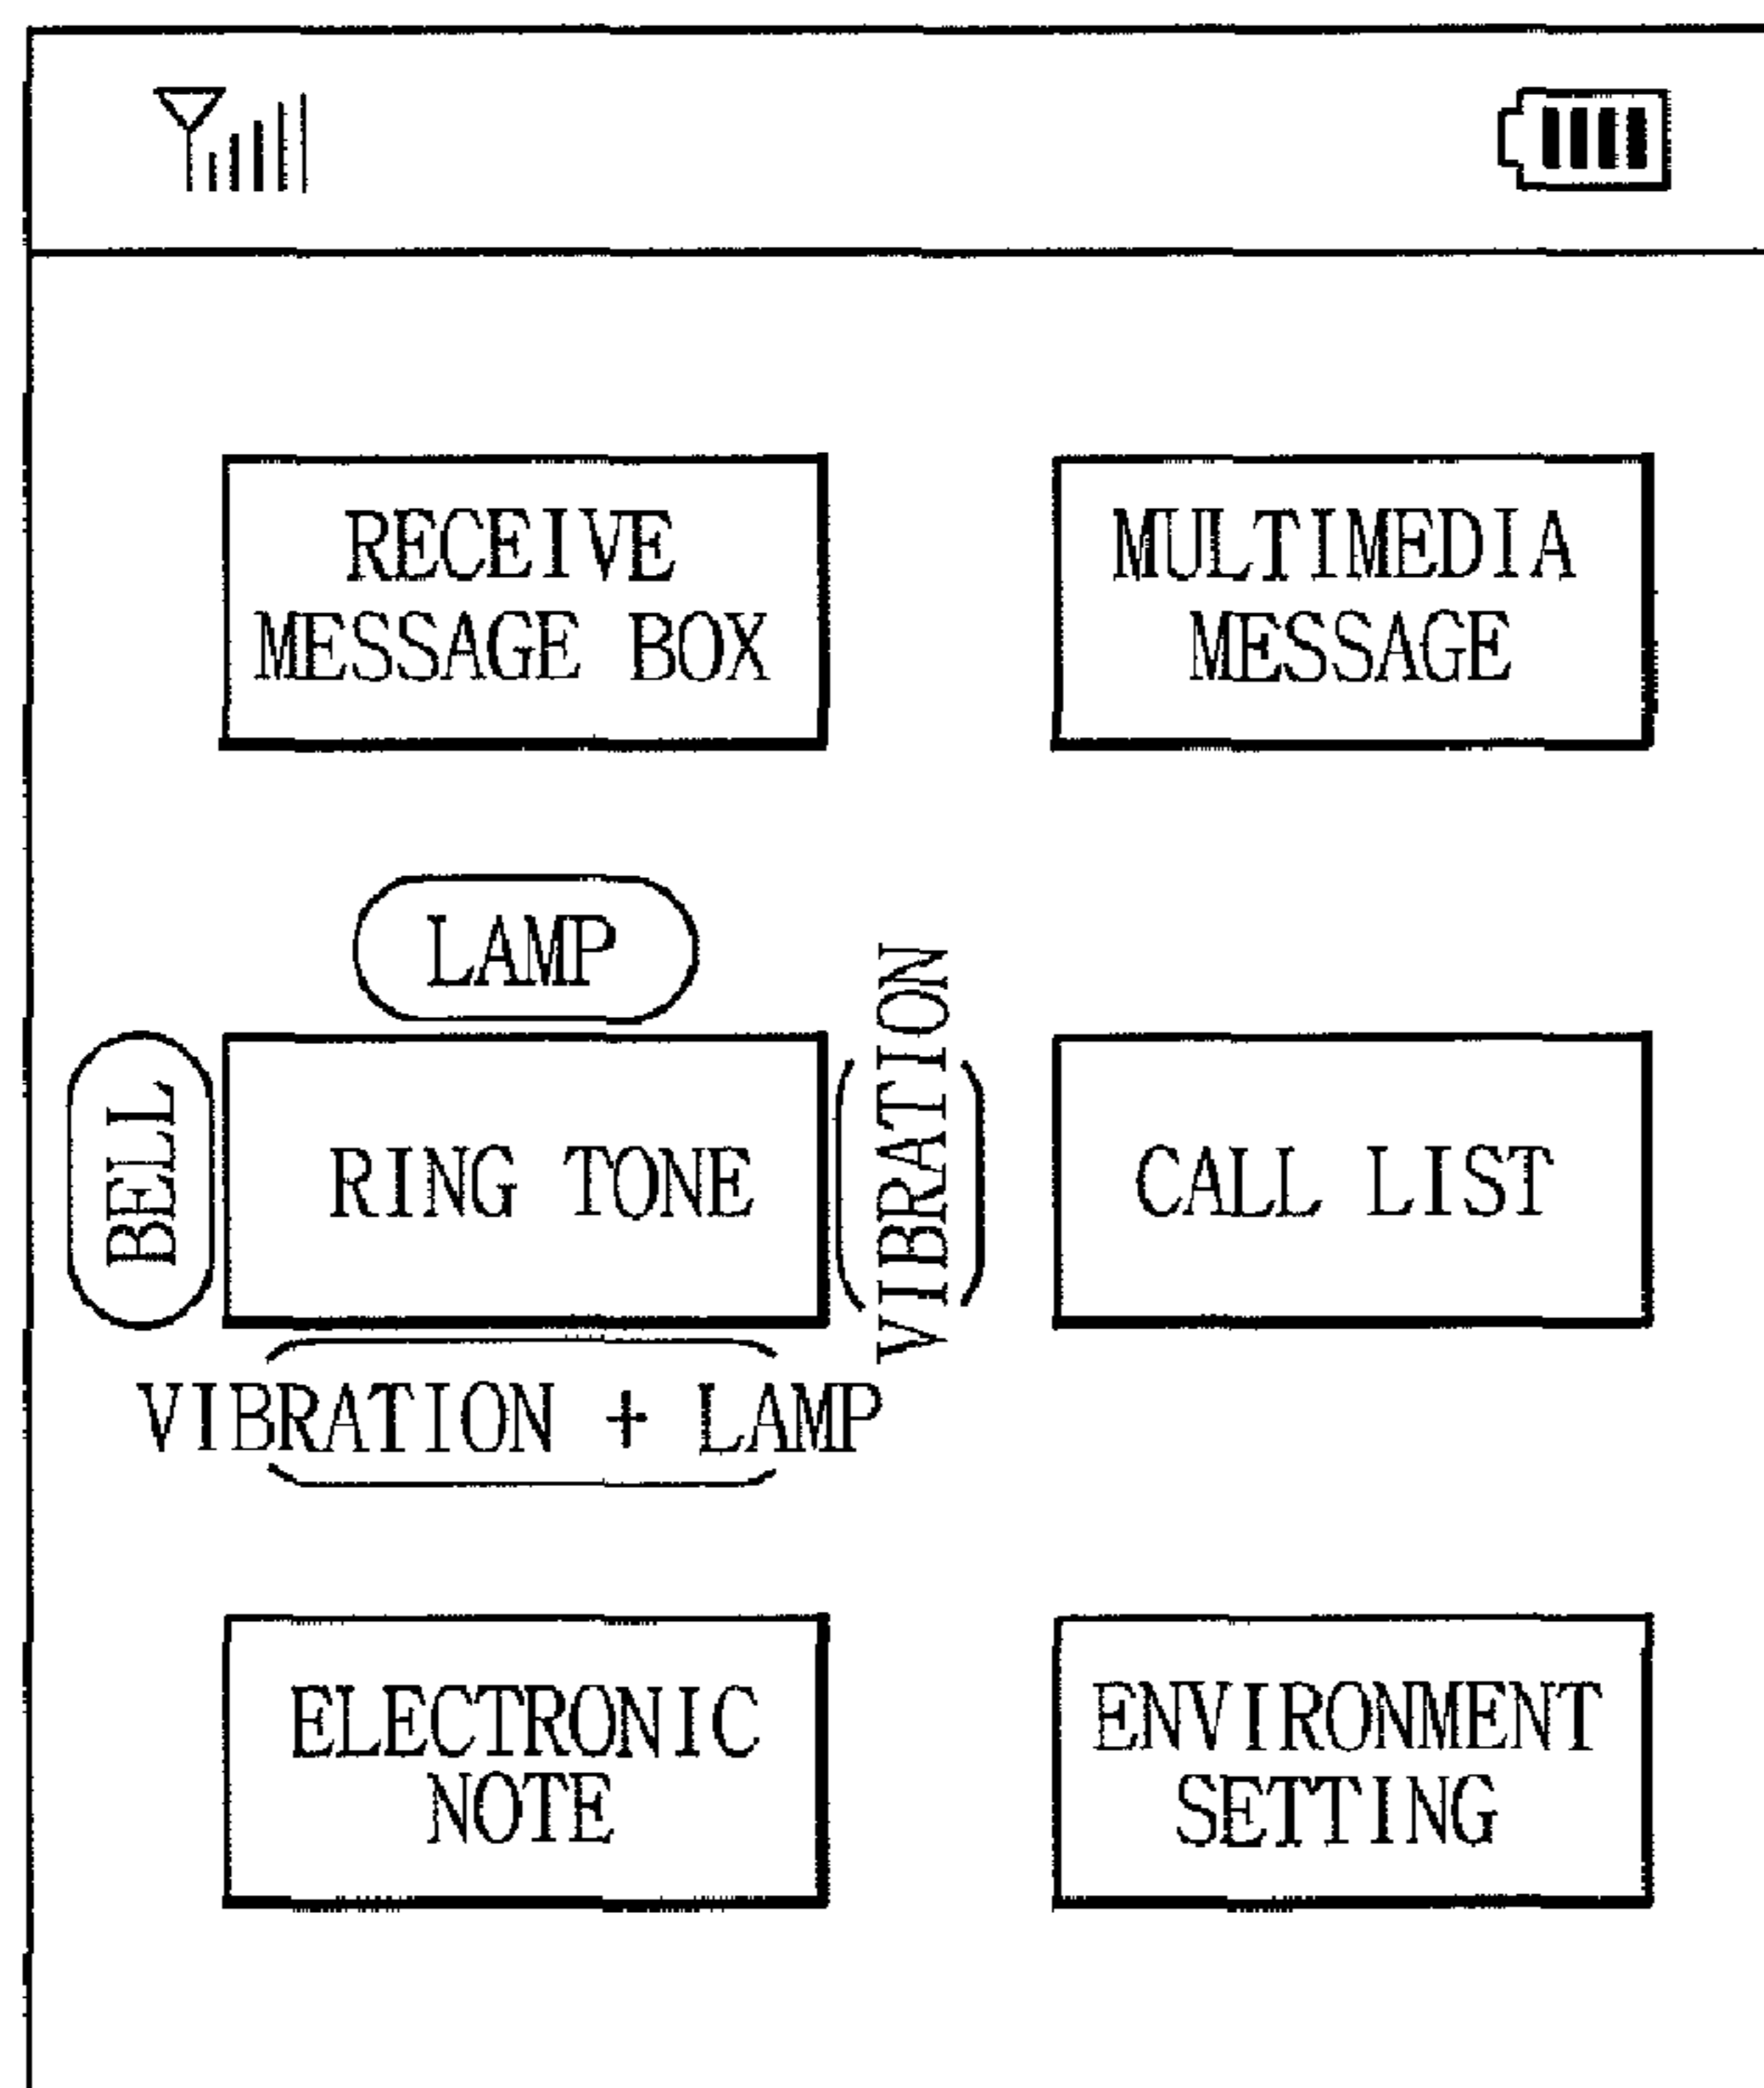 RECEIVE
MESSAGE BOX
MULTIMEDIA
MESSAGE
LAMP
BELL
RING TONE
VIBRATION
CALL LIST
VIBRATION + LAMP
ELECTRONIC
NOTE
ENVIRONMENT
SETTING